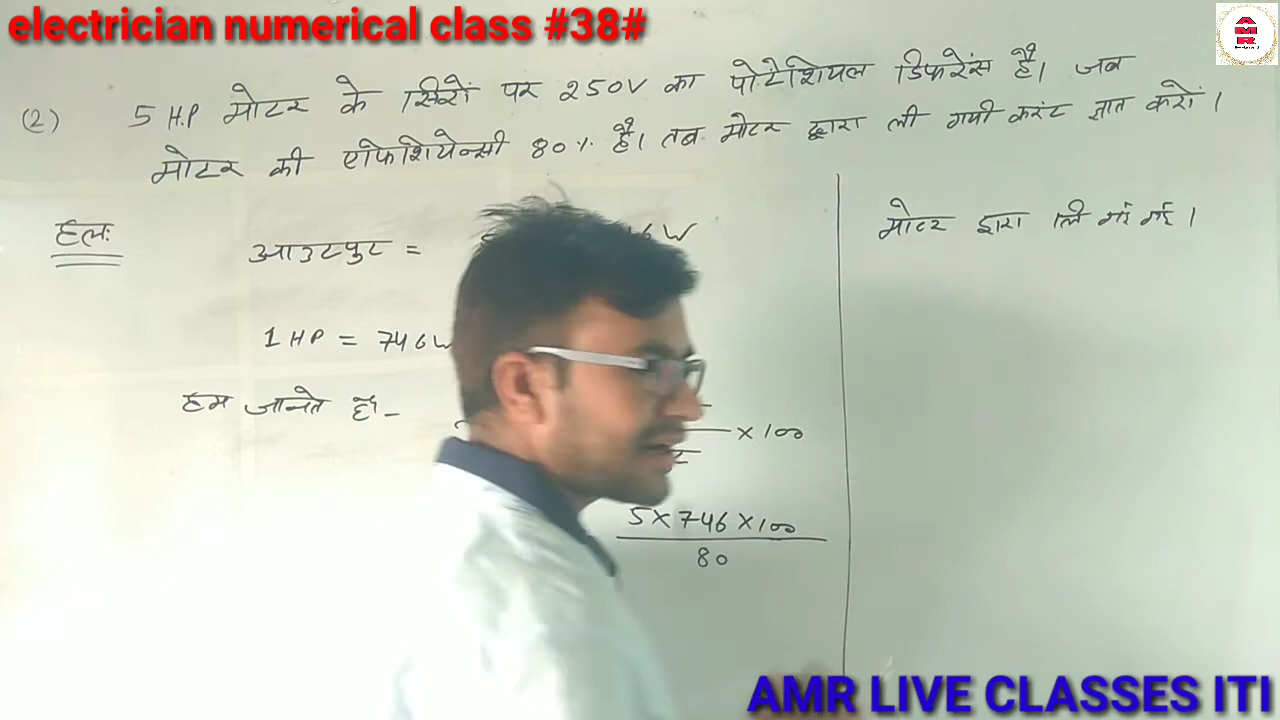 electrician numerical class #38#
AMR
(2) 5 H.P मोटर के सिरों पर 250V का पोटेंशियल डिफरेंस है। जब
मोटर की एफिशियेन्सी 80% है। तब मोटर द्वारा ली गयी करंट ज्ञात करों।
हलः
आउटपुट =
W
1 HP = 746W
हम जानते हैं-
× 100
5 × 746 × 100
80
मोटर द्वारा लि गई गई।
AMR LIVE CLASSES ITI